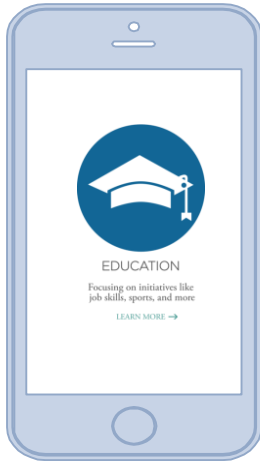 EDUCATION
Focusing on initiatives like
job skills, sports, and more
LEARN MORE →